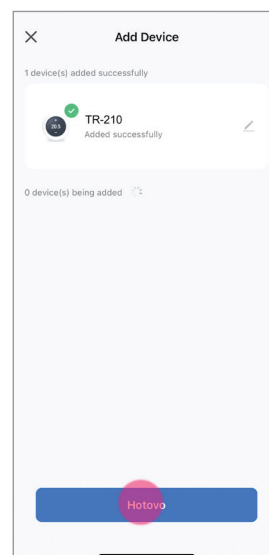 Add Device
1 device(s) added successfully
20.5
TR-210
Added successfully
0 device(s) being added
Hotovo